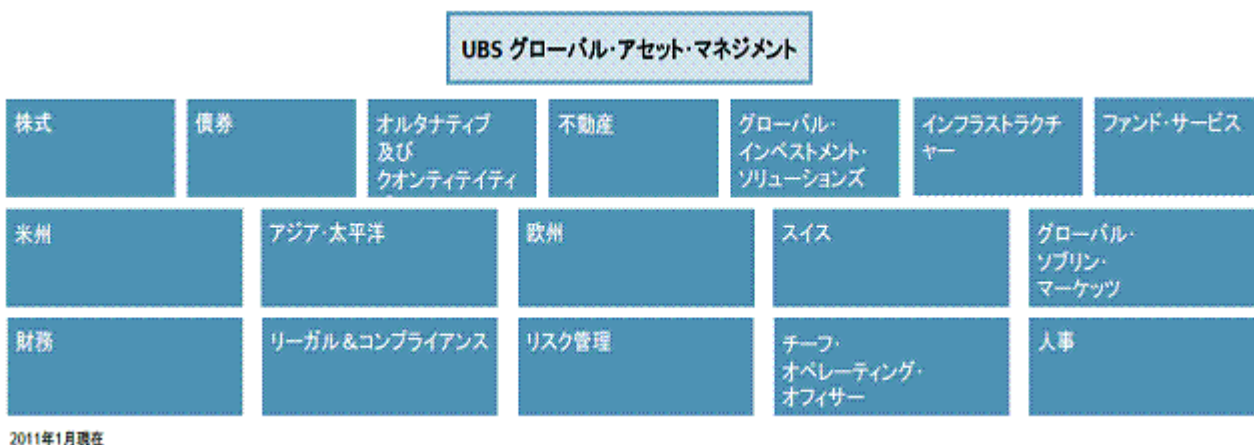 UBS グローバル・アセット・マネジメント
株式
債券
オルタナティブ
及び
クオンティテイティ
不動産
グローバル・
インベストメント・
ソリューションズ
インフラストラクチ
ャー
ファンド・サービス
米州
アジア・太平洋
欧州
スイス
グローバル・
ソブリン・
マーケッツ
財務
リーガル＆コンプライアンス
リスク管理
チーフ・
オペレーティング・
オフィサー
人事
2011年1月現在